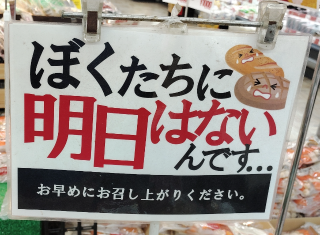 ぼくたちに
明日はない
んです…
お早めにお召し上がりください。